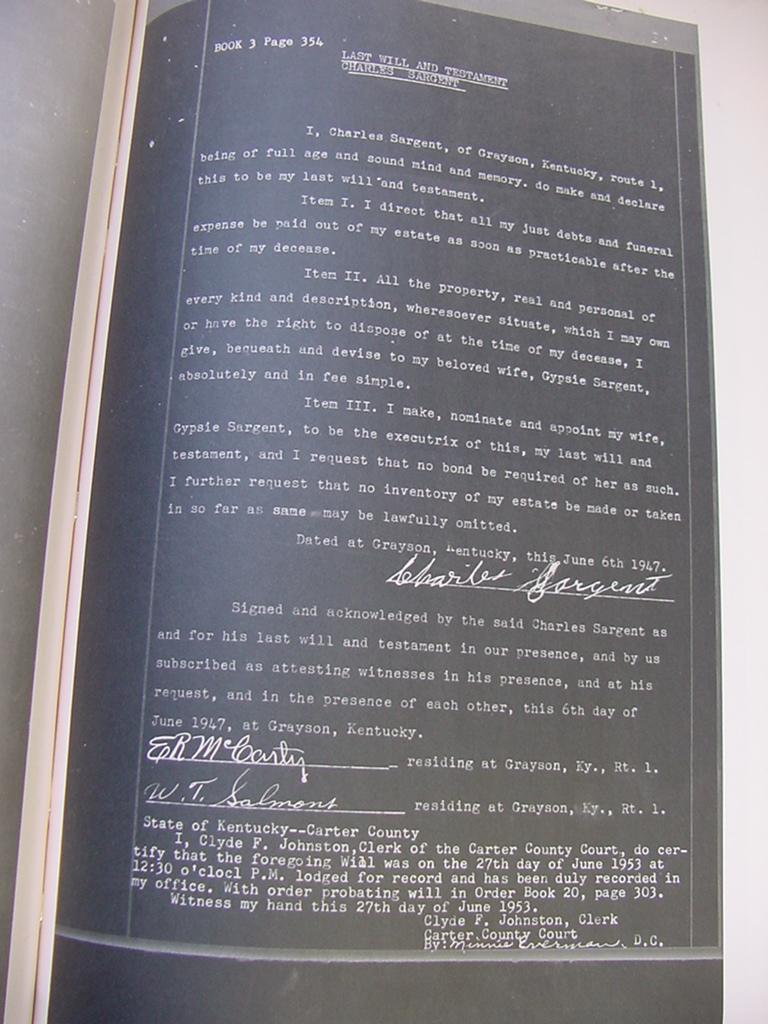 BOOK 3 Page 354
LAST WILL AND TESTAMENT
CHARLES SARGENT
I, Charles Sargent, of Grayson, Kentucky, route 1,
being of full age and sound mind and memory. do make and declare
this to be my last will and testament.
Item I. I direct that all my just debts and funeral
expense be paid out of my estate as soon as practicable after the
time of my decease.
Item II. All the property, real and personal of
every kind and description, wheresoever situate, which I may own
or have the right to dispose of at the time of my decease, I
give, bequeath and devise to my beloved wife, Gypsie Sargent,
absolutely and in fee simple.
Item III. I make, nominate and appoint my wife,
Gypsie Sargent, to be the executrix of this, my last will and
testament, and I request that no bond be required of her as such.
I further request that no inventory of my estate be made or taken
in so far as same may be lawfully omitted.
Dated at Grayson, Kentucky, this June 6th 1947.
Charles Sargent
Signed and acknowledged by the said Charles Sargent as
and for his last will and testament in our presence, and by us
subscribed as attesting witnesses in his presence, and at his
request, and in the presence of each other, this 6th day of
June 1947, at Grayson, Kentucky.
E R McCarty residing at Grayson, Ky., Rt. 1.
W. T. Salmons residing at Grayson, Ky., Rt. 1.
State of Kentucky--Carter County
I, Clyde F. Johnston, Clerk of the Carter County Court, do cer-
tify that the foregoing Will was on the 27th day of June 1953 at
12:30 o'clocl P.M. lodged for record and has been duly recorded in
my office. With order probating will in Order Book 20, page 303.
Witness my hand this 27th day of June 1953.
Clyde F. Johnston, Clerk
Carter County Court
By: Minnie Everman, D.C.